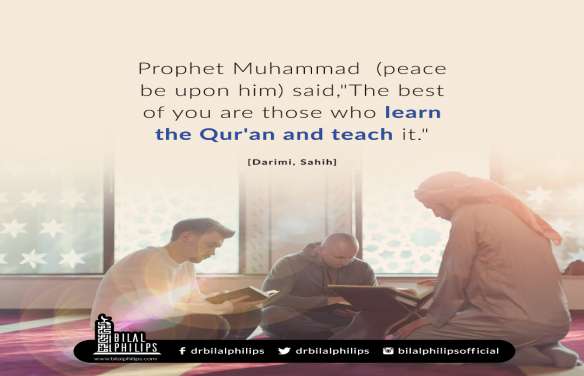 Prophet Muhammad (peace
be upon him) said,"The best
of you are those who learn
the Qur'an and teach it."
[Darimi, Sahih]
BILAL
PHILIPS
www.bilalphilips.com
drbilalphilips
drbilalphilips
bilalphilipsofficial